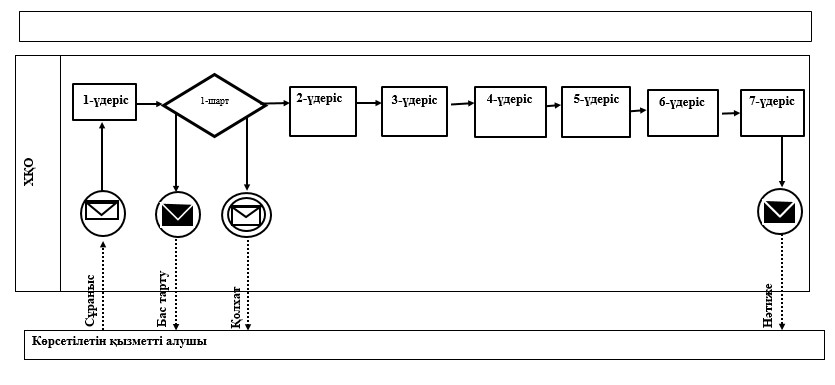 1-үдеріс
1-шарт
2-үдеріс
3-үдеріс
4-үдеріс
5-үдеріс
6-үдеріс
7-үдеріс
ХҚО
Сұраныс
Бас тарту
Қолхат
Нәтиже
Көрсетілетін қызметті алушы